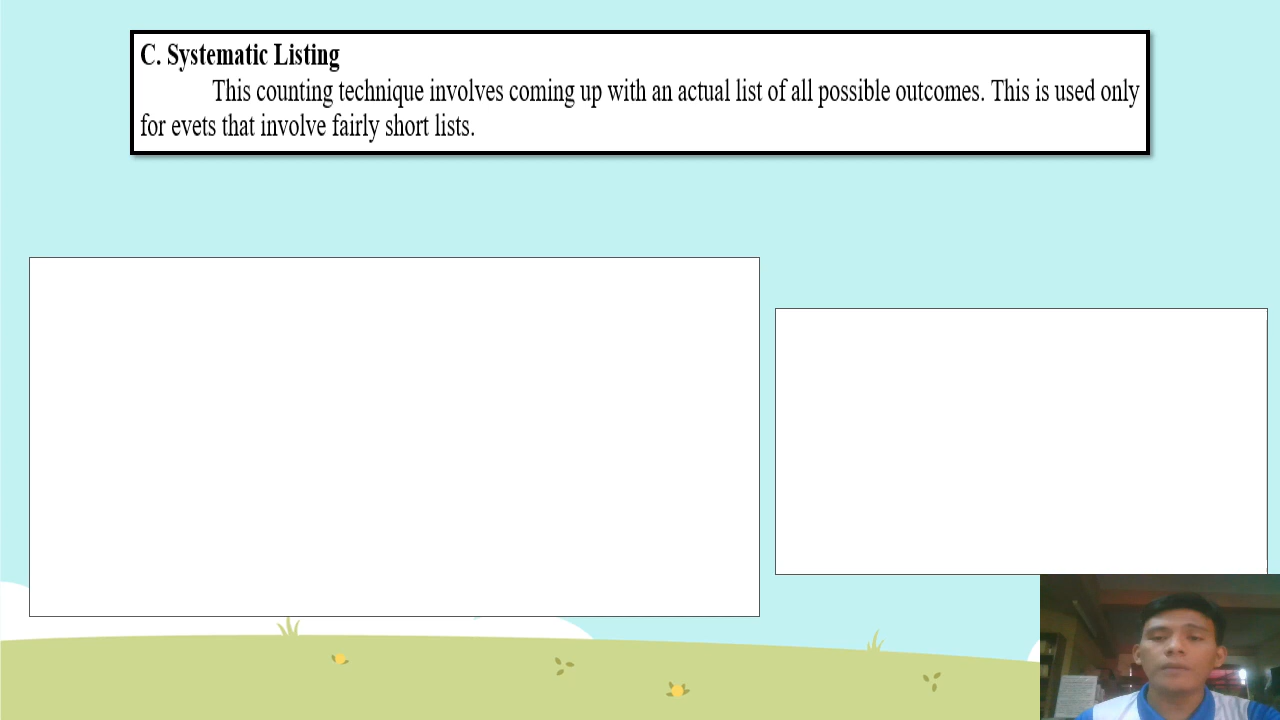 C. Systematic Listing
This counting technique involves coming up with an actual list of all possible outcomes. This is used only
for evets that involve fairly short lists.